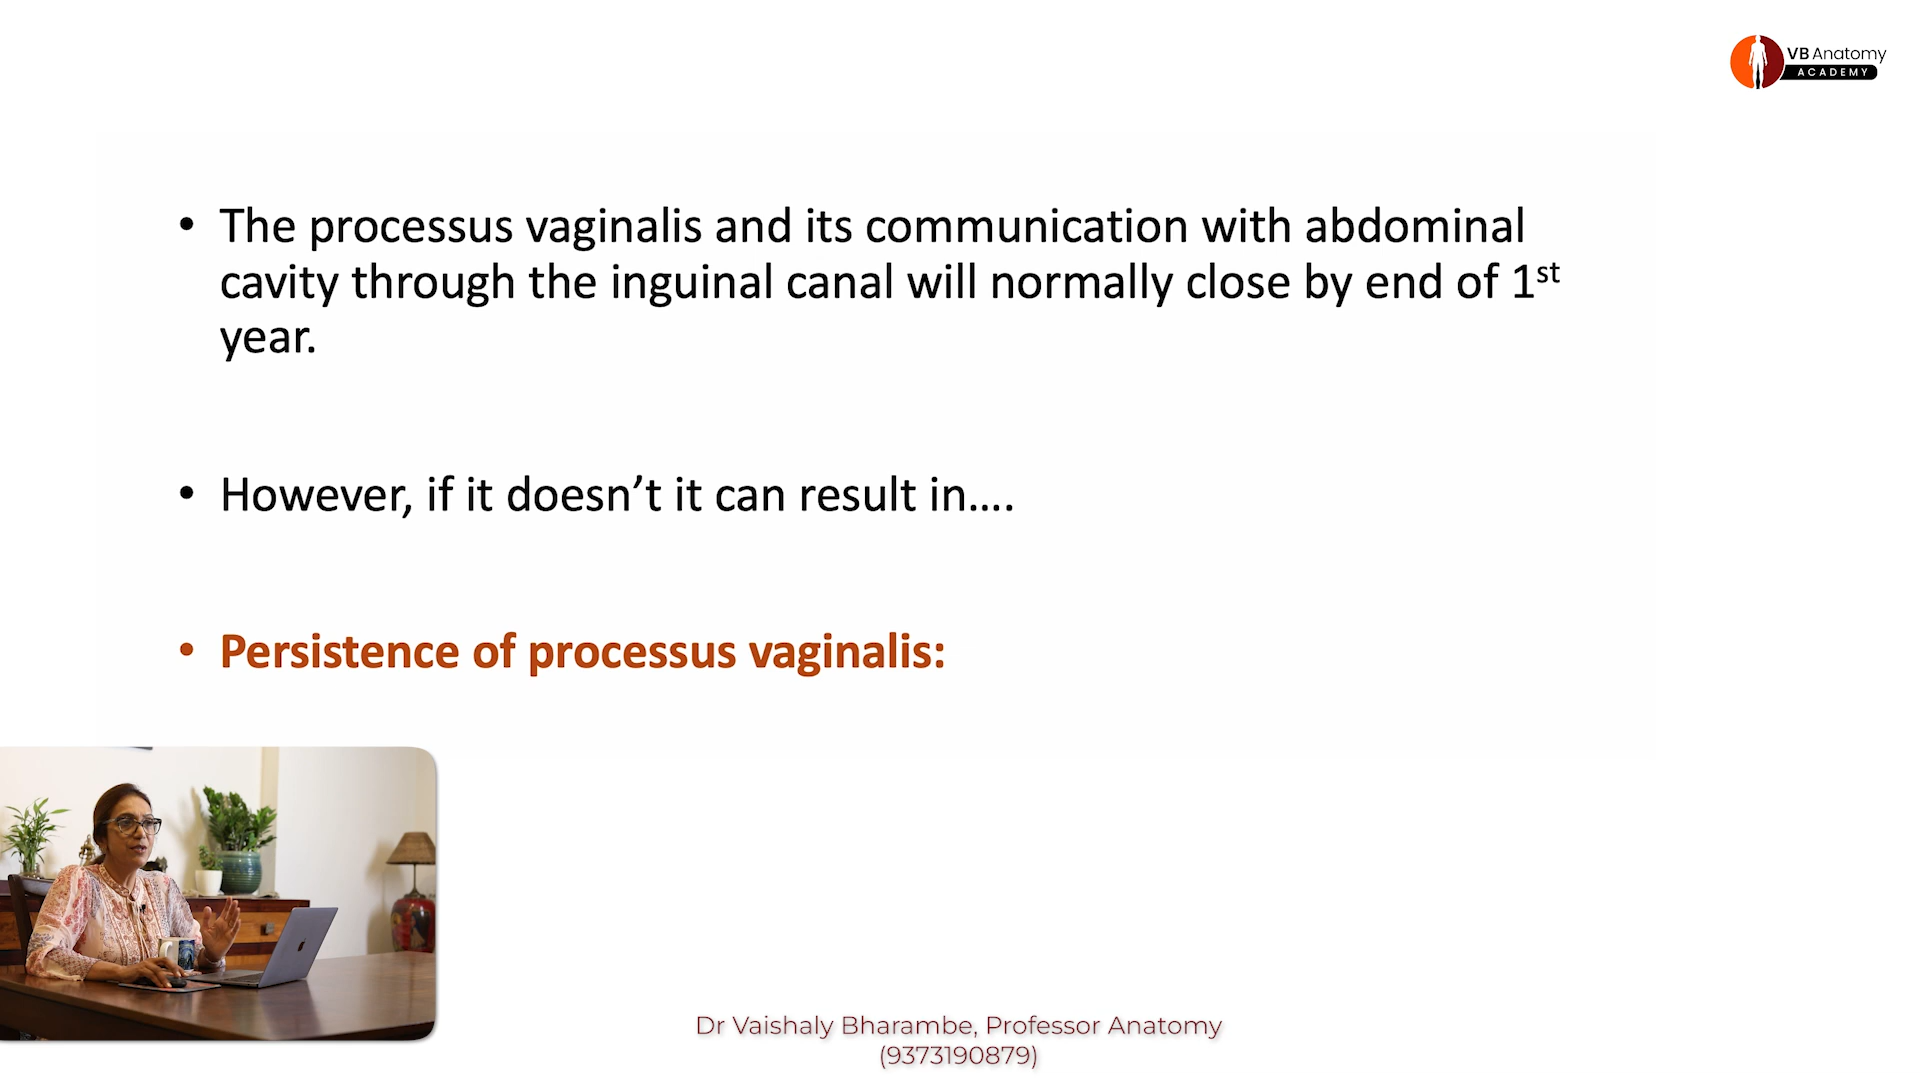 VB Anatomy
ACADEMY
• The processus vaginalis and its communication with abdominal
cavity through the inguinal canal will normally close by end of 1st
year.
• However, if it doesn’t it can result in....
• Persistence of processus vaginalis:
Dr Vaishaly Bharambe, Professor Anatomy
(9373190879)